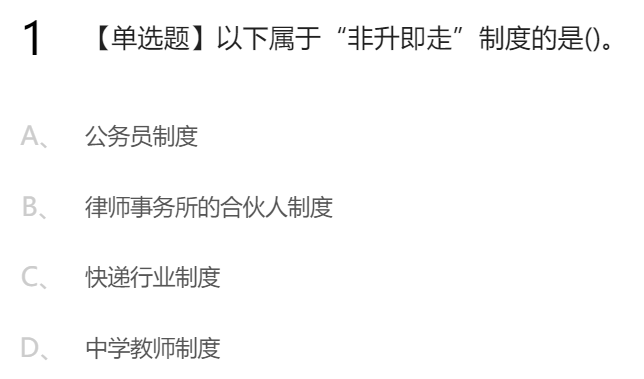 1 【单选题】以下属于“非升即走”制度的是()。
A、 公务员制度
B、 律师事务所的合伙人制度
C、 快递行业制度
D、 中学教师制度